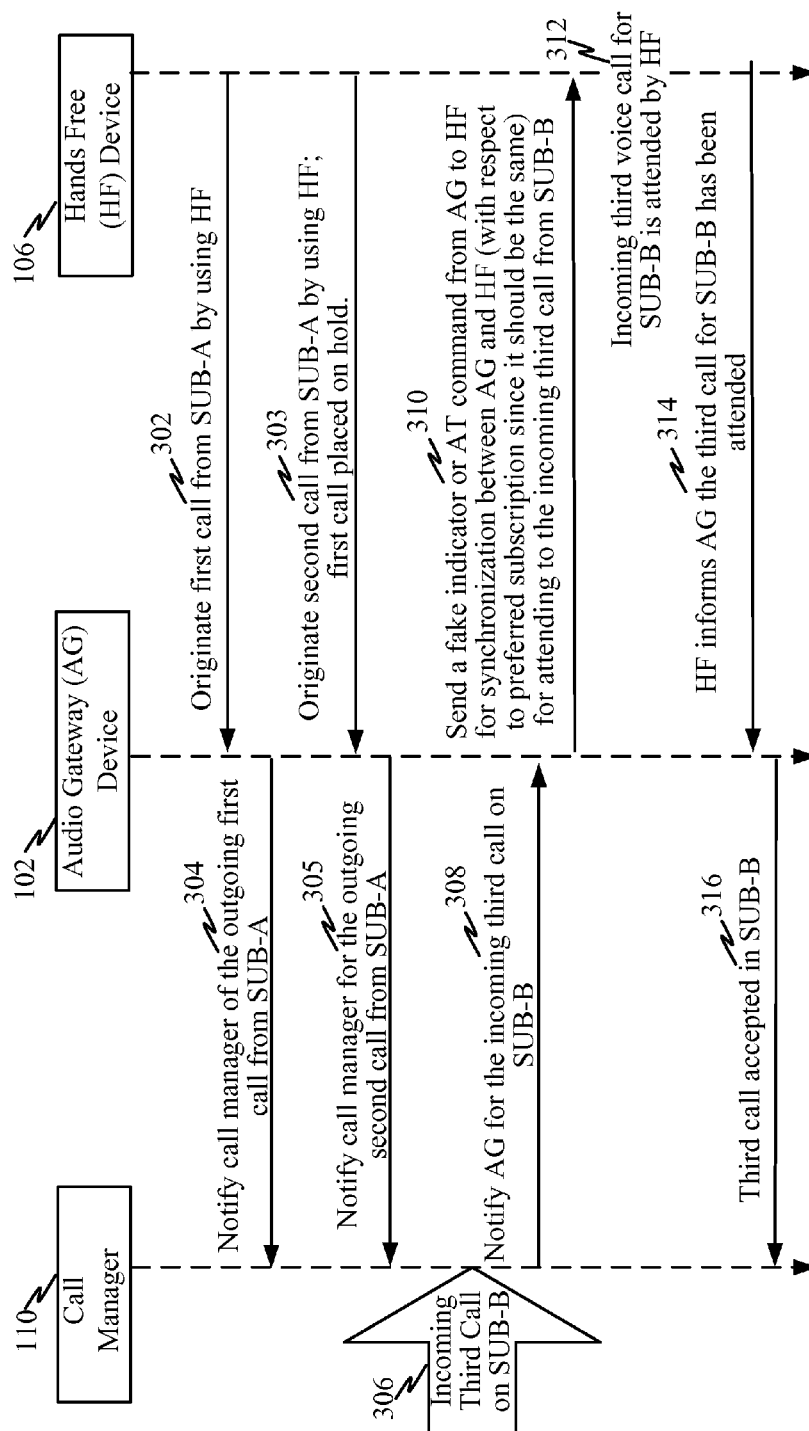 110
Call
Manager
102
Audio Gateway (AG)
Device
106
Hands Free
(HF) Device
302
Originate first call from SUB-A by using HF
304
Notify call manager of the outgoing first
call from SUB-A
303
Originate second call from SUB-A by using HF;
first call placed on hold.
305
Notify call manager for the outgoing
second call from SUB-A
306
Incoming
Third Call
on SUB-B
308
Notify AG for the incoming third call on
SUB-B
310
Send a fake indicator or AT command from AG to HF
for synchronization between AG and HF (with respect
to preferred subscription since it should be the same)
for attending to the incoming third call from SUB-B
312
Incoming third voice call for
SUB-B is attended by HF
314
HF informs AG the third call for SUB-B has been
attended
316
Third call accepted in SUB-B